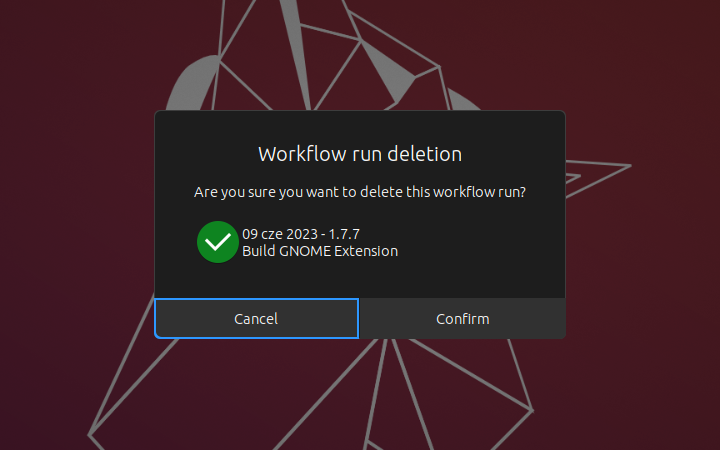 Workflow run deletion
Are you sure you want to delete this workflow run?
09 cze 2023 - 1.7.7
Build GNOME Extension
Cancel
Confirm